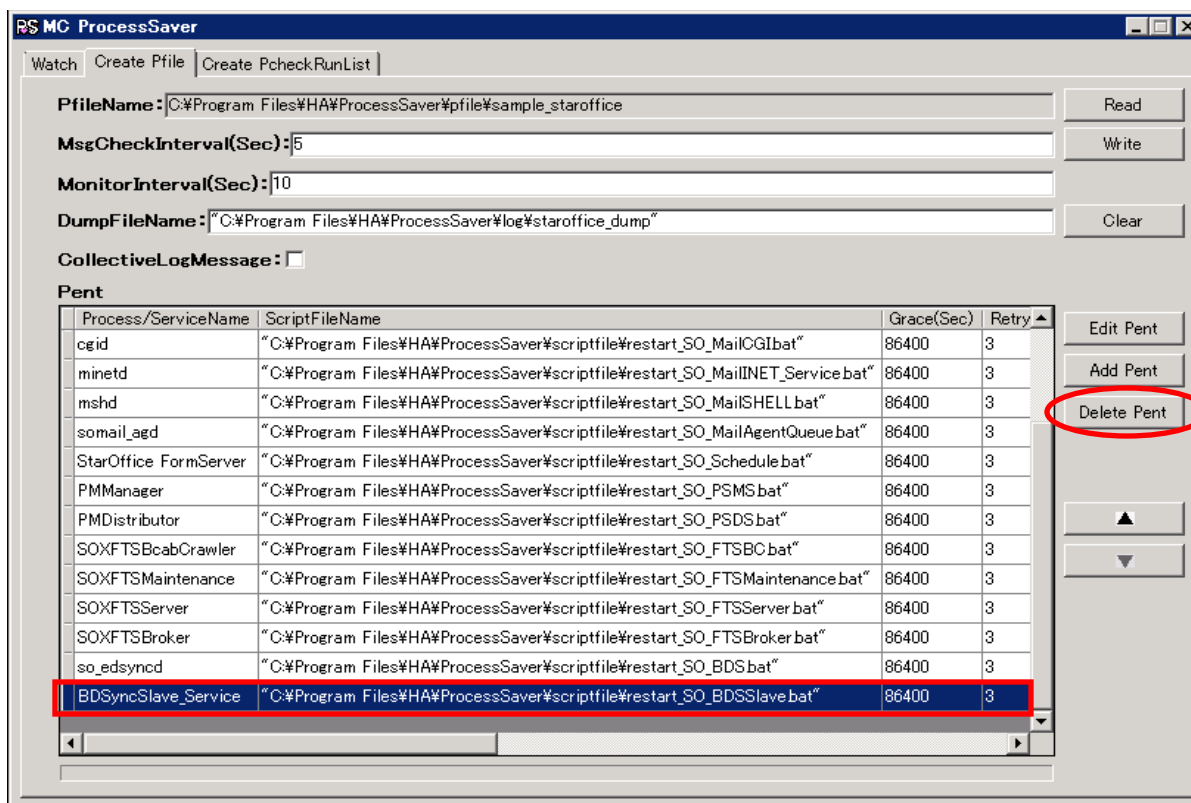 MC ProcessSaver
Watch Create Pfile Create PcheckRunList
PfileName: C:¥Program Files¥HA¥ProcessSaver¥pfile¥sample_staroffice Read
MsgCheckInterval(Sec): 5 Write
MonitorInterval(Sec): 10
DumpFileName: "C:¥Program Files¥HA¥ProcessSaver¥log¥staroffice_dump" Clear
CollectiveLogMessage:
Pent
Process/ServiceName ScriptFileName Grace(Sec) Retry
cgid "C:¥Program Files¥HA¥ProcessSaver¥scriptfile¥restart_SO_MailCGI.bat" 86400 3
minetd "C:¥Program Files¥HA¥ProcessSaver¥scriptfile¥restart_SO_MailINET_Service.bat" 86400 3
mshd "C:¥Program Files¥HA¥ProcessSaver¥scriptfile¥restart_SO_MailSHELL.bat" 86400 3
somail_agd "C:¥Program Files¥HA¥ProcessSaver¥scriptfile¥restart_SO_MailAgentQueue.bat" 86400 3
StarOffice FormServer "C:¥Program Files¥HA¥ProcessSaver¥scriptfile¥restart_SO_Schedule.bat" 86400 3
PMManager "C:¥Program Files¥HA¥ProcessSaver¥scriptfile¥restart_SO_PSMS.bat" 86400 3
PMDistributor "C:¥Program Files¥HA¥ProcessSaver¥scriptfile¥restart_SO_PSDS.bat" 86400 3
SOXFTSBcabCrawler "C:¥Program Files¥HA¥ProcessSaver¥scriptfile¥restart_SO_FTSBC.bat" 86400 3
SOXFTSMaintenance "C:¥Program Files¥HA¥ProcessSaver¥scriptfile¥restart_SO_FTSMaintenance.bat" 86400 3
SOXFTSServer "C:¥Program Files¥HA¥ProcessSaver¥scriptfile¥restart_SO_FTSServer.bat" 86400 3
SOXFTSBroker "C:¥Program Files¥HA¥ProcessSaver¥scriptfile¥restart_SO_FTSBroker.bat" 86400 3
so_edsyncd "C:¥Program Files¥HA¥ProcessSaver¥scriptfile¥restart_SO_BDS.bat" 86400 3
BDSyncSlave_Service "C:¥Program Files¥HA¥ProcessSaver¥scriptfile¥restart_SO_BDSSlave.bat" 86400 3
Edit Pent
Add Pent
Delete Pent